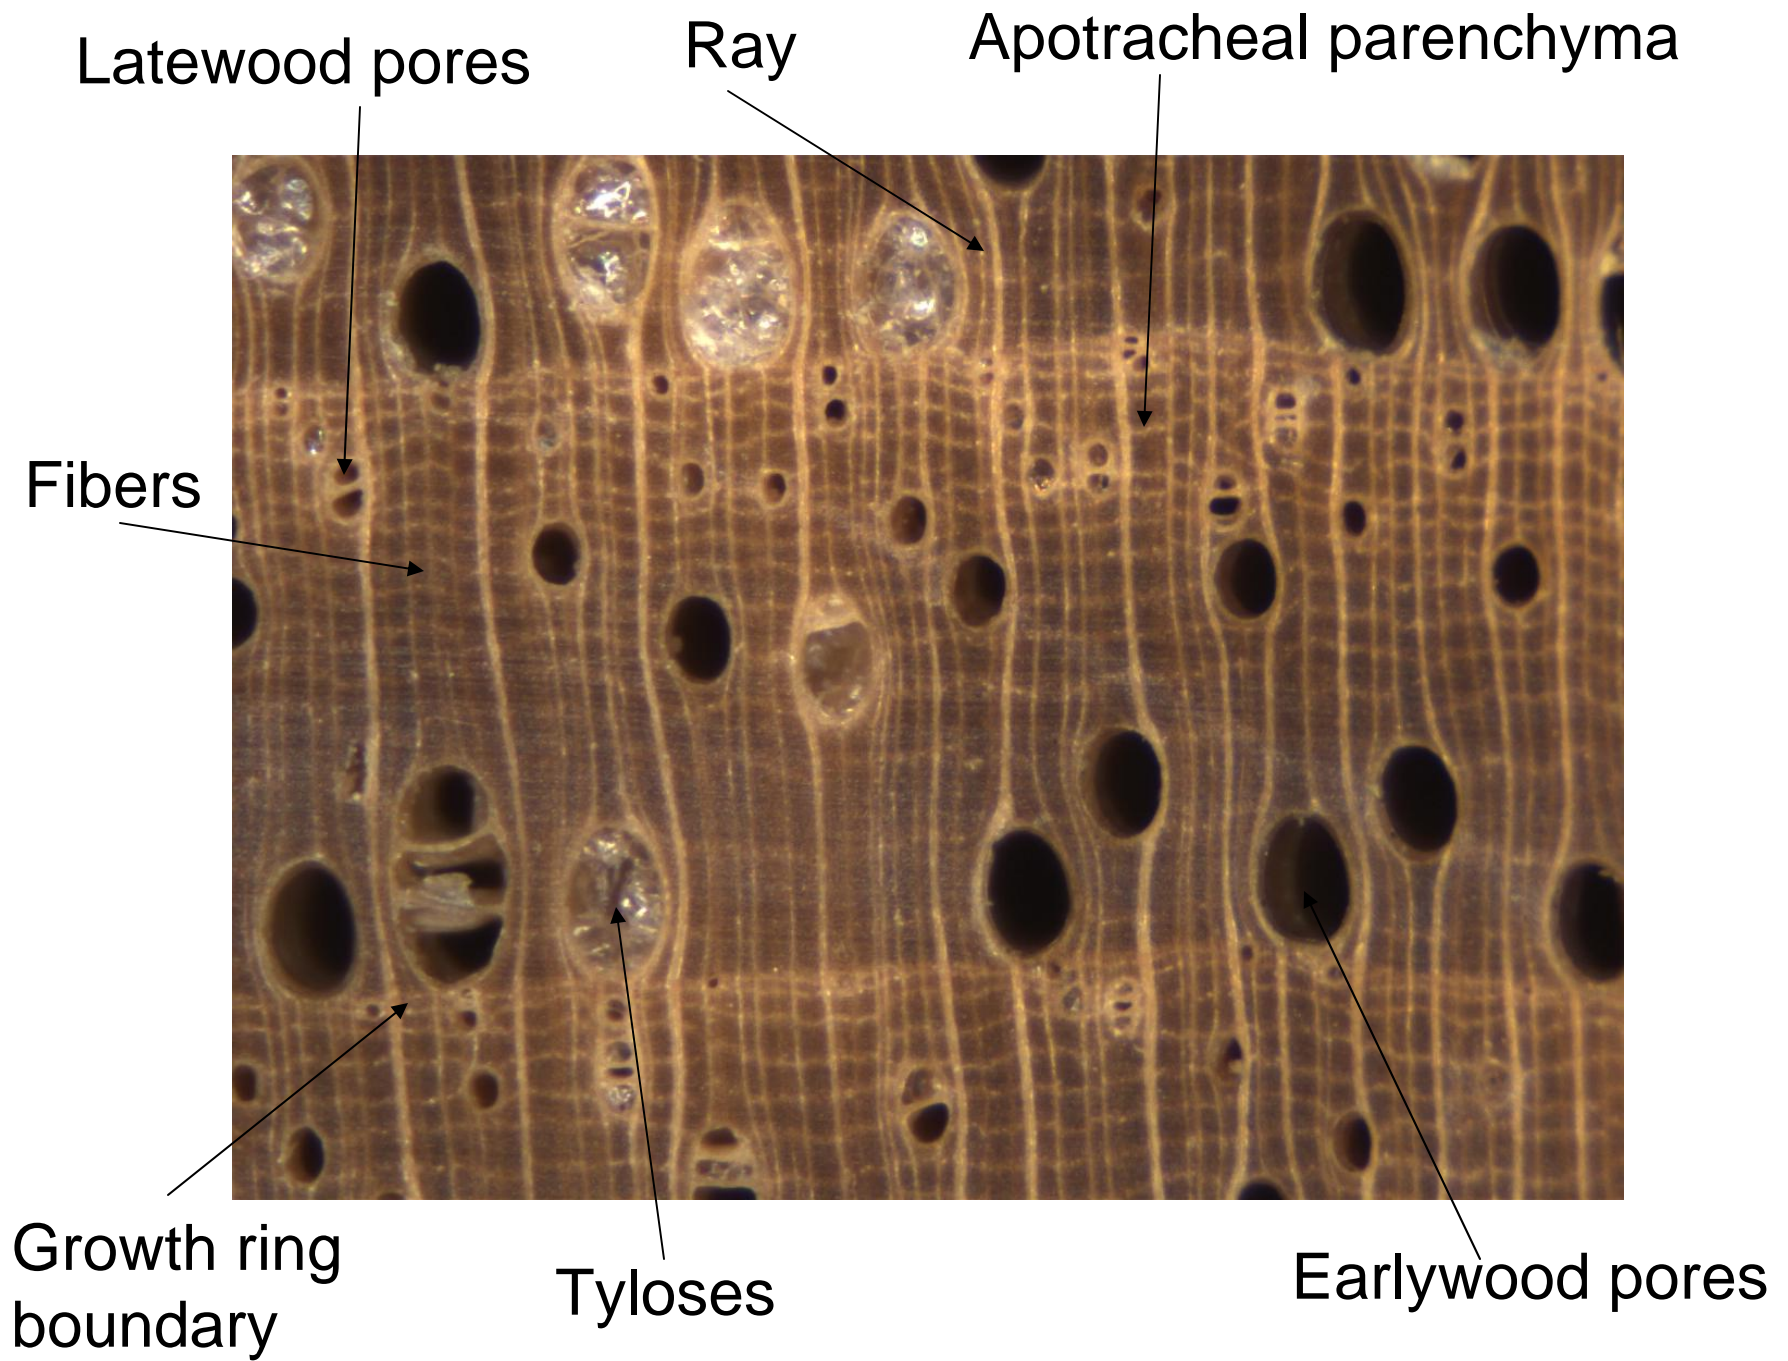 Latewood pores
Ray
Apotracheal parenchyma
Fibers
Growth ring
boundary
Tyloses
Earlywood pores